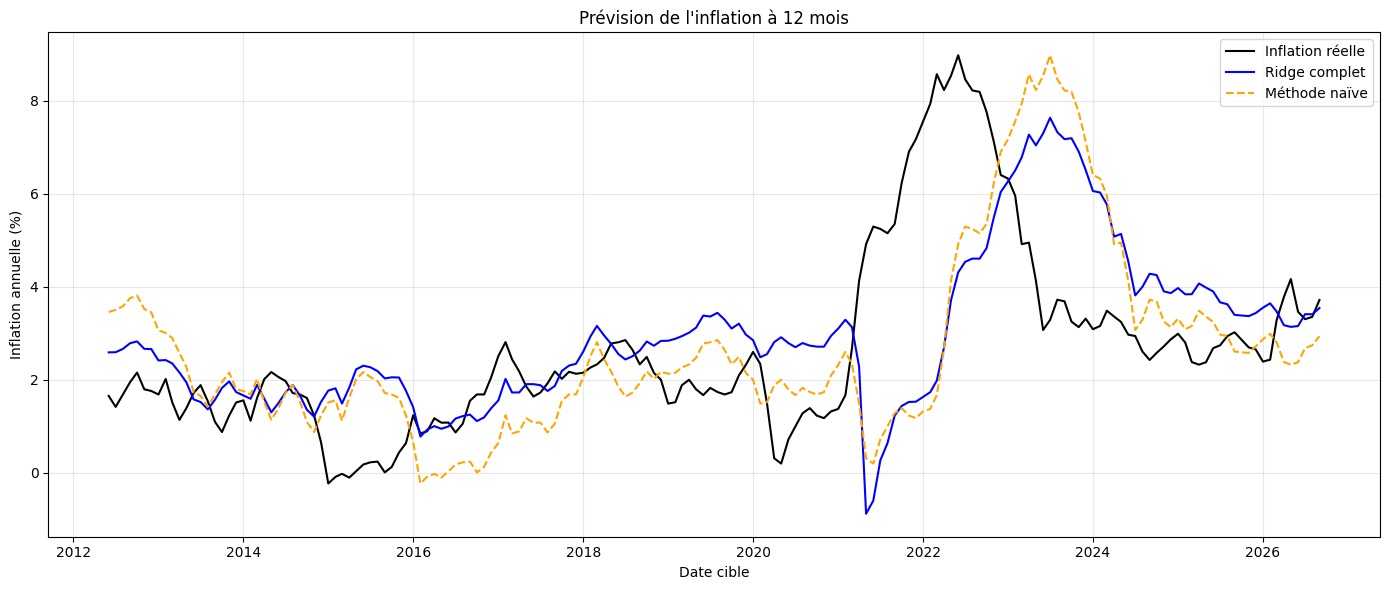 Prévision de l'inflation à 12 mois
Inflation réelle
Ridge complet
Méthode naïve
Inflation annuelle (%)
8
6
4
2
0
2012 2014 2016 2018 2020 2022 2024 2026
Date cible